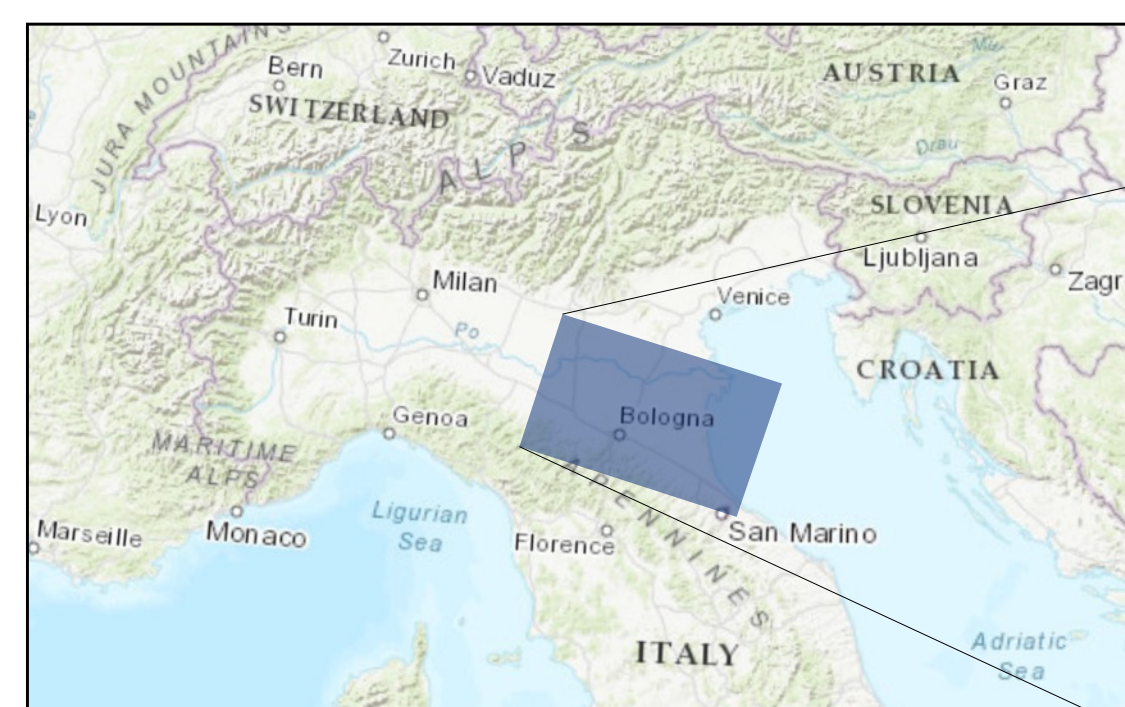 JURA MOUNTAINS
Zurich
Bern
Vaduz
Mur
AUSTRIA
Graz
SWITZERLAND
ALPS
Drau
Lyon
SLOVENIA
Ljubljana
Milan
Venice
Zagr
Turin
Po
CROATIA
Genoa
Bologna
MARITIME
ALPS
Ligurian
Sea
Monaco
Marseille
Florence
APENNINES
San Marino
ITALY
Adriatic
Sea